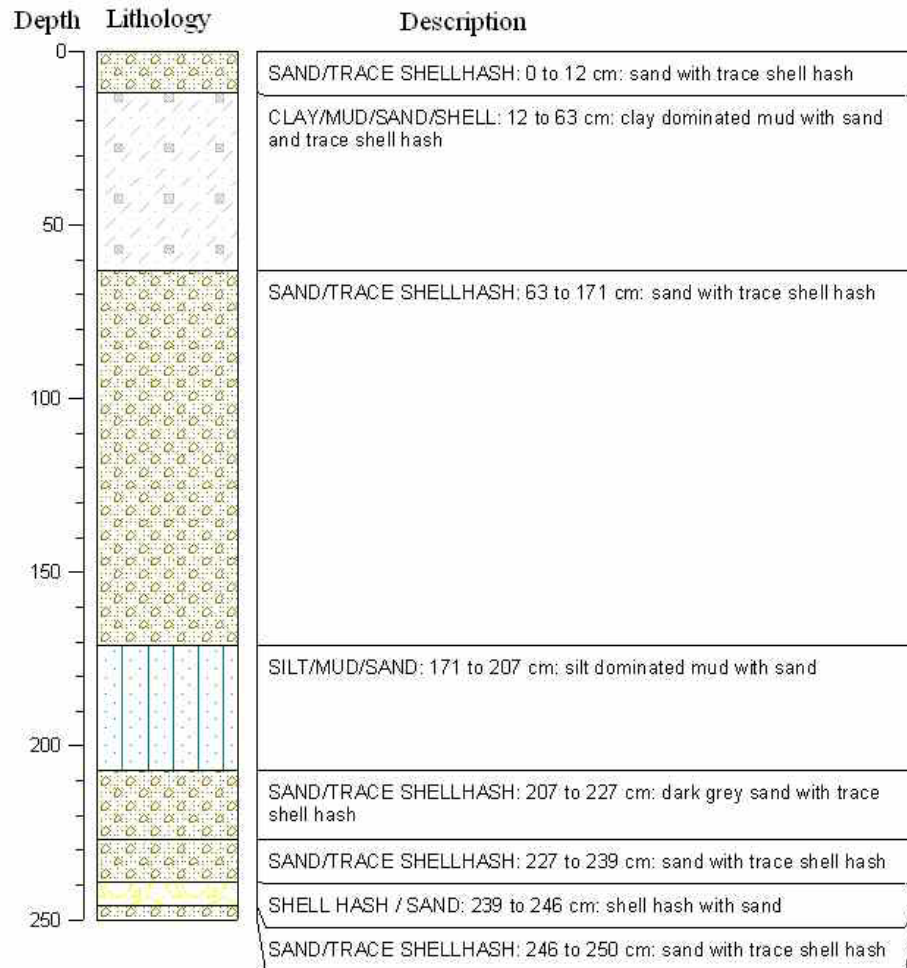 Depth Lithology Description
0
SAND/TRACE SHELLHASH: 0 to 12 cm: sand with trace shell hash
CLAY/MUD/SAND/SHELL: 12 to 63 cm: clay dominated mud with sand
and trace shell hash
50
SAND/TRACE SHELLHASH: 63 to 171 cm: sand with trace shell hash
100
150
SILT/MUD/SAND: 171 to 207 cm: silt dominated mud with sand
200
SAND/TRACE SHELLHASH: 207 to 227 cm: dark grey sand with trace
shell hash
SAND/TRACE SHELLHASH: 227 to 239 cm: sand with trace shell hash
SHELL HASH / SAND: 239 to 246 cm: shell hash with sand
250
SAND/TRACE SHELLHASH: 246 to 250 cm: sand with trace shell hash